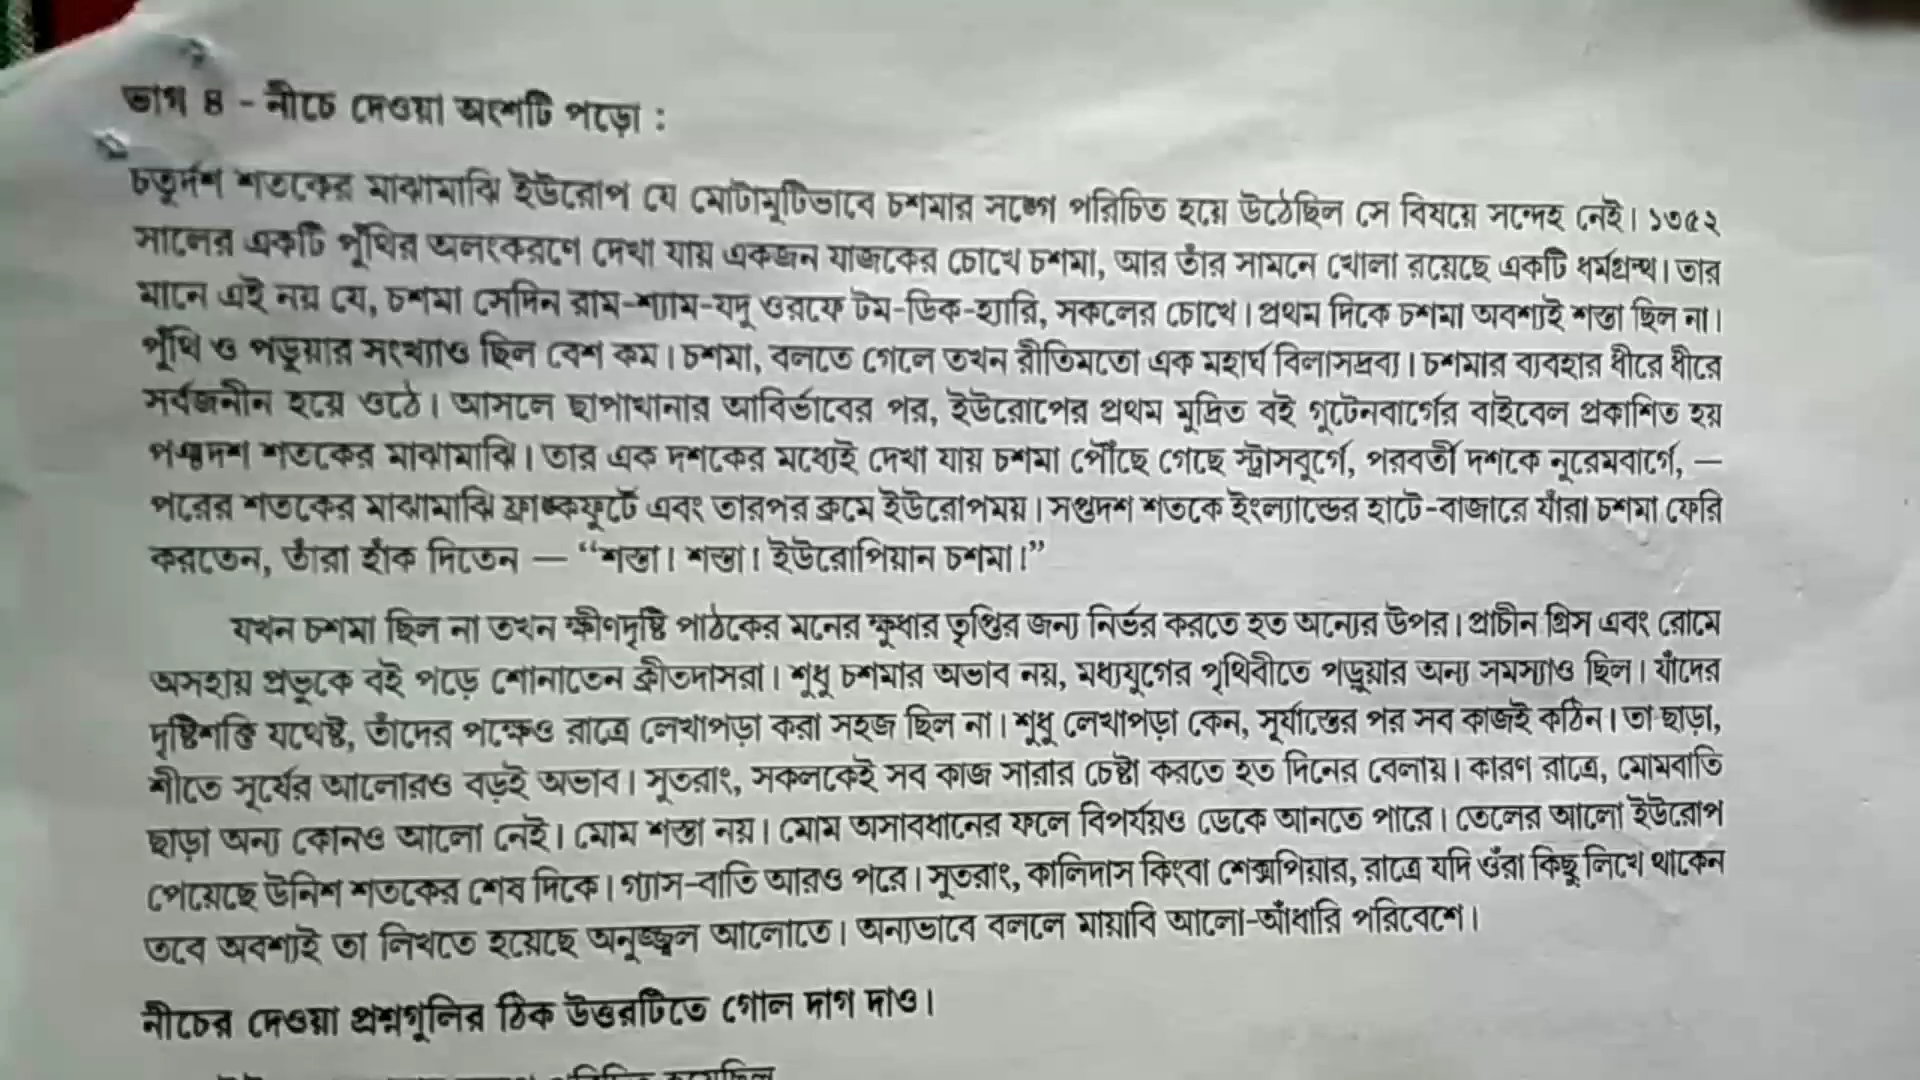 ভাগ ৪ - নীচে দেওয়া অংশটি পড়ো :
চতুর্দশ শতকের মাঝামাঝি ইউরোপ যে মোটামুটিভাবে চশমার সঙ্গে পরিচিত হয়ে উঠেছিল সে বিষয়ে সন্দেহ নেই। ১৩৫২
সালের একটি পুঁথির অলংকরণে দেখা যায় একজন যাজকের চোখে চশমা, আর তাঁর সামনে খোলা রয়েছে একটি ধর্মগ্রন্থ। তার
মানে এই নয় যে, চশমা সেদিন রাম-শ্যাম-যদু ওরফে টম-ডিক-হ্যারি, সকলের চোখে। প্রথম দিকে চশমা অবশ্যই শস্তা ছিল না।
পুঁথি ও পড়ুয়ার সংখ্যাও ছিল বেশ কম। চশমা, বলতে গেলে তখন রীতিমতো এক মহার্ঘ বিলাসদ্রব্য। চশমার ব্যবহার ধীরে ধীরে
সর্বজনীন হয়ে ওঠে। আসলে ছাপাখানার আবির্ভাবের পর, ইউরোপের প্রথম মুদ্রিত বই গুটেনবার্গের বাইবেল প্রকাশিত হয়
পঞ্চদশ শতকের মাঝামাঝি। তার এক দশকের মধ্যেই দেখা যায় চশমা পৌঁছে গেছে স্ট্রাসবুর্গে, পরবর্তী দশকে নুরেমবার্গে, —
পরের শতকের মাঝামাঝি ফ্রাঙ্কফুর্টে এবং তারপর ক্রমে ইউরোপময়। সপ্তদশ শতকে ইংল্যান্ডের হাটে-বাজারে যাঁরা চশমা ফেরি
করতেন, তাঁরা হাঁক দিতেন — “শস্তা। শস্তা। ইউরোপিয়ান চশমা।”
যখন চশমা ছিল না তখন ক্ষীণদৃষ্টি পাঠকের মনের ক্ষুধার তৃপ্তির জন্য নির্ভর করতে হত অন্যের উপর। প্রাচীন গ্রিস এবং রোমে
অসহায় প্রভুকে বই পড়ে শোনাতেন ক্রীতদাসরা। শুধু চশমার অভাব নয়, মধ্যযুগের পৃথিবীতে পড়ুয়ার অন্য সমস্যাও ছিল। যাঁদের
দৃষ্টিশক্তি যথেষ্ট, তাঁদের পক্ষেও রাত্রে লেখাপড়া করা সহজ ছিল না। শুধু লেখাপড়া কেন, সূর্যাস্তের পর সব কাজই কঠিন। তা ছাড়া,
শীতে সূর্যের আলোরও বড়ই অভাব। সুতরাং, সকলকেই সব কাজ সারার চেষ্টা করতে হত দিনের বেলায়। কারণ রাত্রে, মোমবাতি
ছাড়া অন্য কোনও আলো নেই। মোম শস্তা নয়। মোম অসাবধানের ফলে বিপর্যয়ও ডেকে আনতে পারে। তেলের আলো ইউরোপ
পেয়েছে উনিশ শতকের শেষ দিকে। গ্যাস-বাতি আরও পরে। সুতরাং, কালিদাস কিংবা শেক্সপিয়ার, রাত্রে যদি ওঁরা কিছু লিখে থাকেন
তবে অবশ্যই তা লিখতে হয়েছে অনুজ্জ্বল আলোতে। অন্যভাবে বললে মায়াবি আলো-আঁধারি পরিবেশে।
নীচের দেওয়া প্রশ্নগুলির ঠিক উত্তরটিতে গোল দাগ দাও।